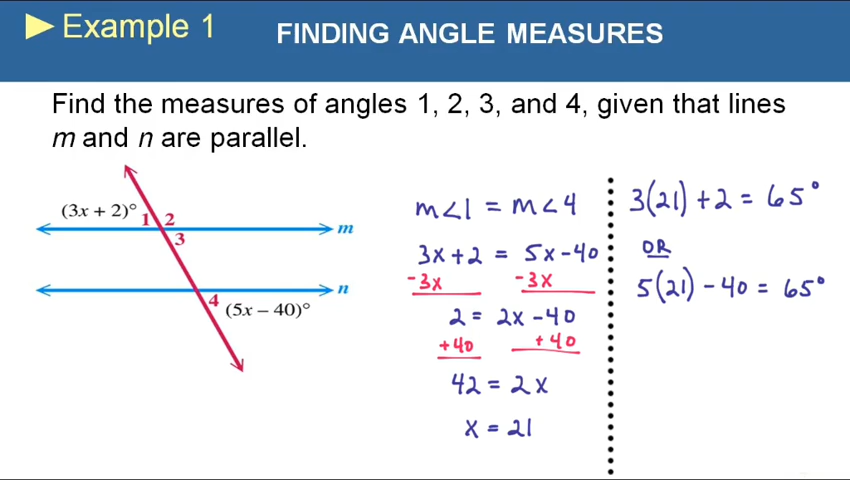 Example 1
FINDING ANGLE MEASURES
Find the measures of angles 1, 2, 3, and 4, given that lines
m and n are parallel.
(3x + 2)°
1 2
m
3
n
4
(5x – 40)°
m∠1 = m∠4
3x + 2 = 5x – 40
-3x -3x
2 = 2x – 40
+40 +40
42 = 2x
x = 21
3(21) + 2 = 65°
OR
5(21) – 40 = 65°